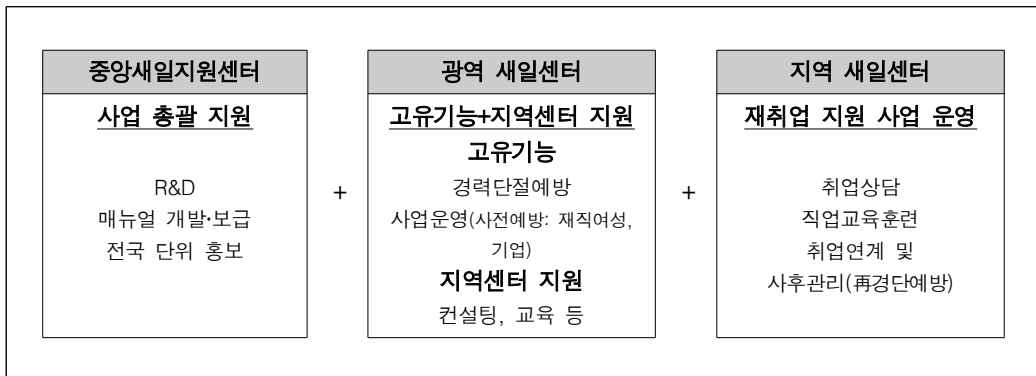 중앙새일지원센터
사업 총괄 지원
R&D
매뉴얼 개발·보급
전국 단위 홍보
+
광역 새일센터
고유기능+지역센터 지원
고유기능
경력단절예방
사업운영(사전예방: 재직여성,
기업)
지역센터 지원
컨설팅, 교육 등
+
지역 새일센터
재취업 지원 사업 운영
취업상담
직업교육훈련
취업연계 및
사후관리(再경단예방)